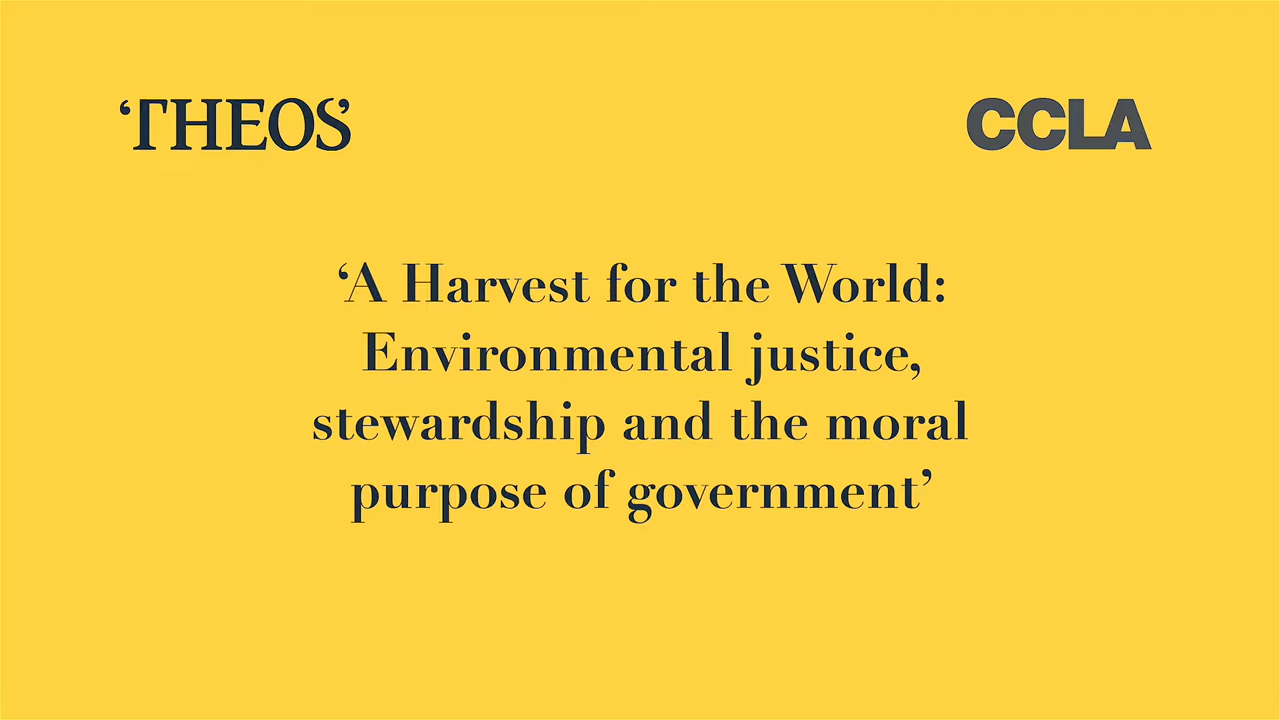 ‘THEOS’
CCLA
‘A Harvest for the World:
Environmental justice,
stewardship and the moral
purpose of government’